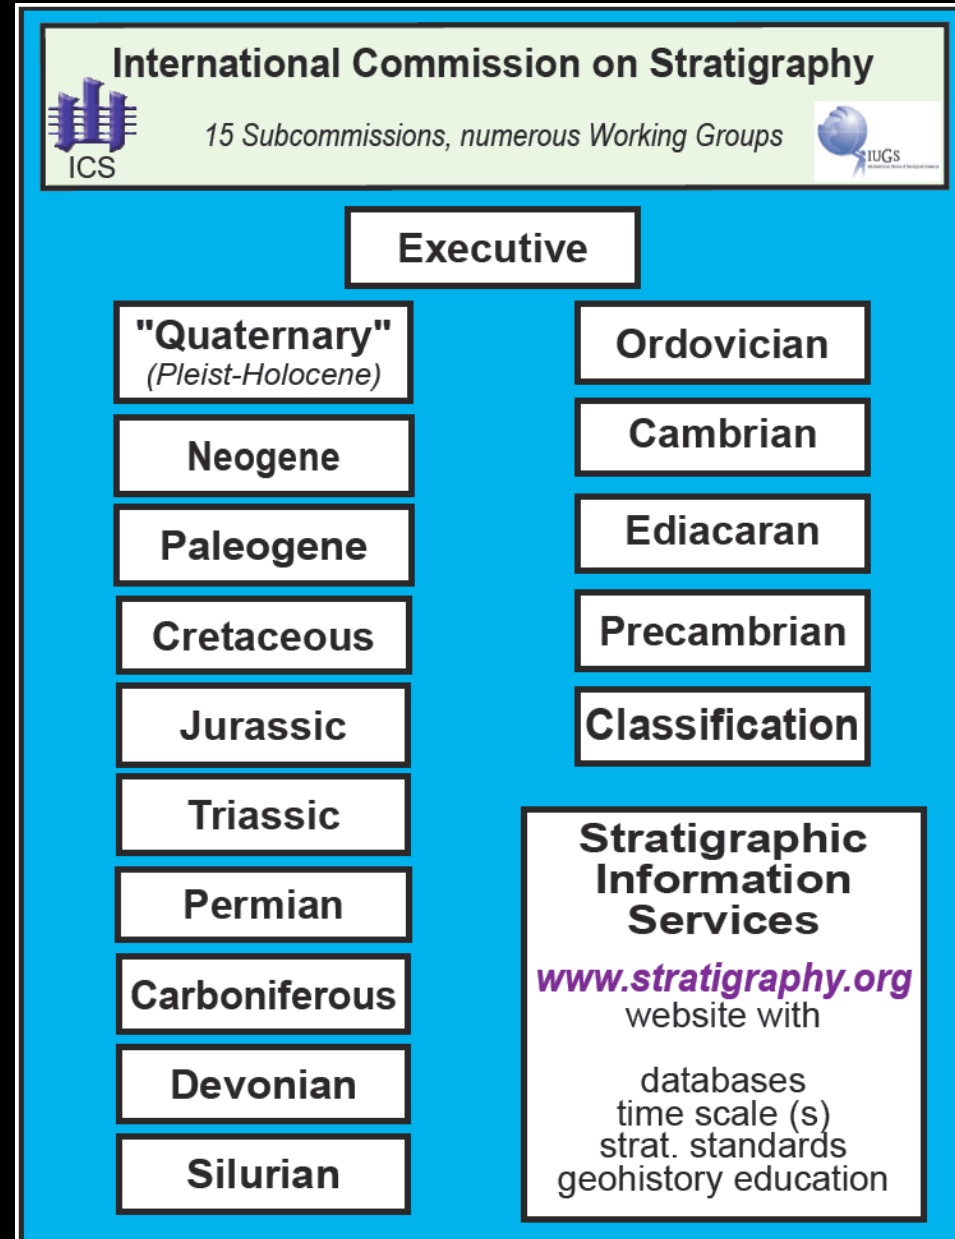 International Commission on Stratigraphy
15 Subcommissions, numerous Working Groups
ICS
IUGS
Executive
"Quaternary"
(Pleist-Holocene)
Neogene
Paleogene
Cretaceous
Jurassic
Triassic
Permian
Carboniferous
Devonian
Silurian
Ordovician
Cambrian
Ediacaran
Precambrian
Classification
Stratigraphic
Information
Services
www.stratigraphy.org
website with
databases
time scale (s)
strat. standards
geohistory education